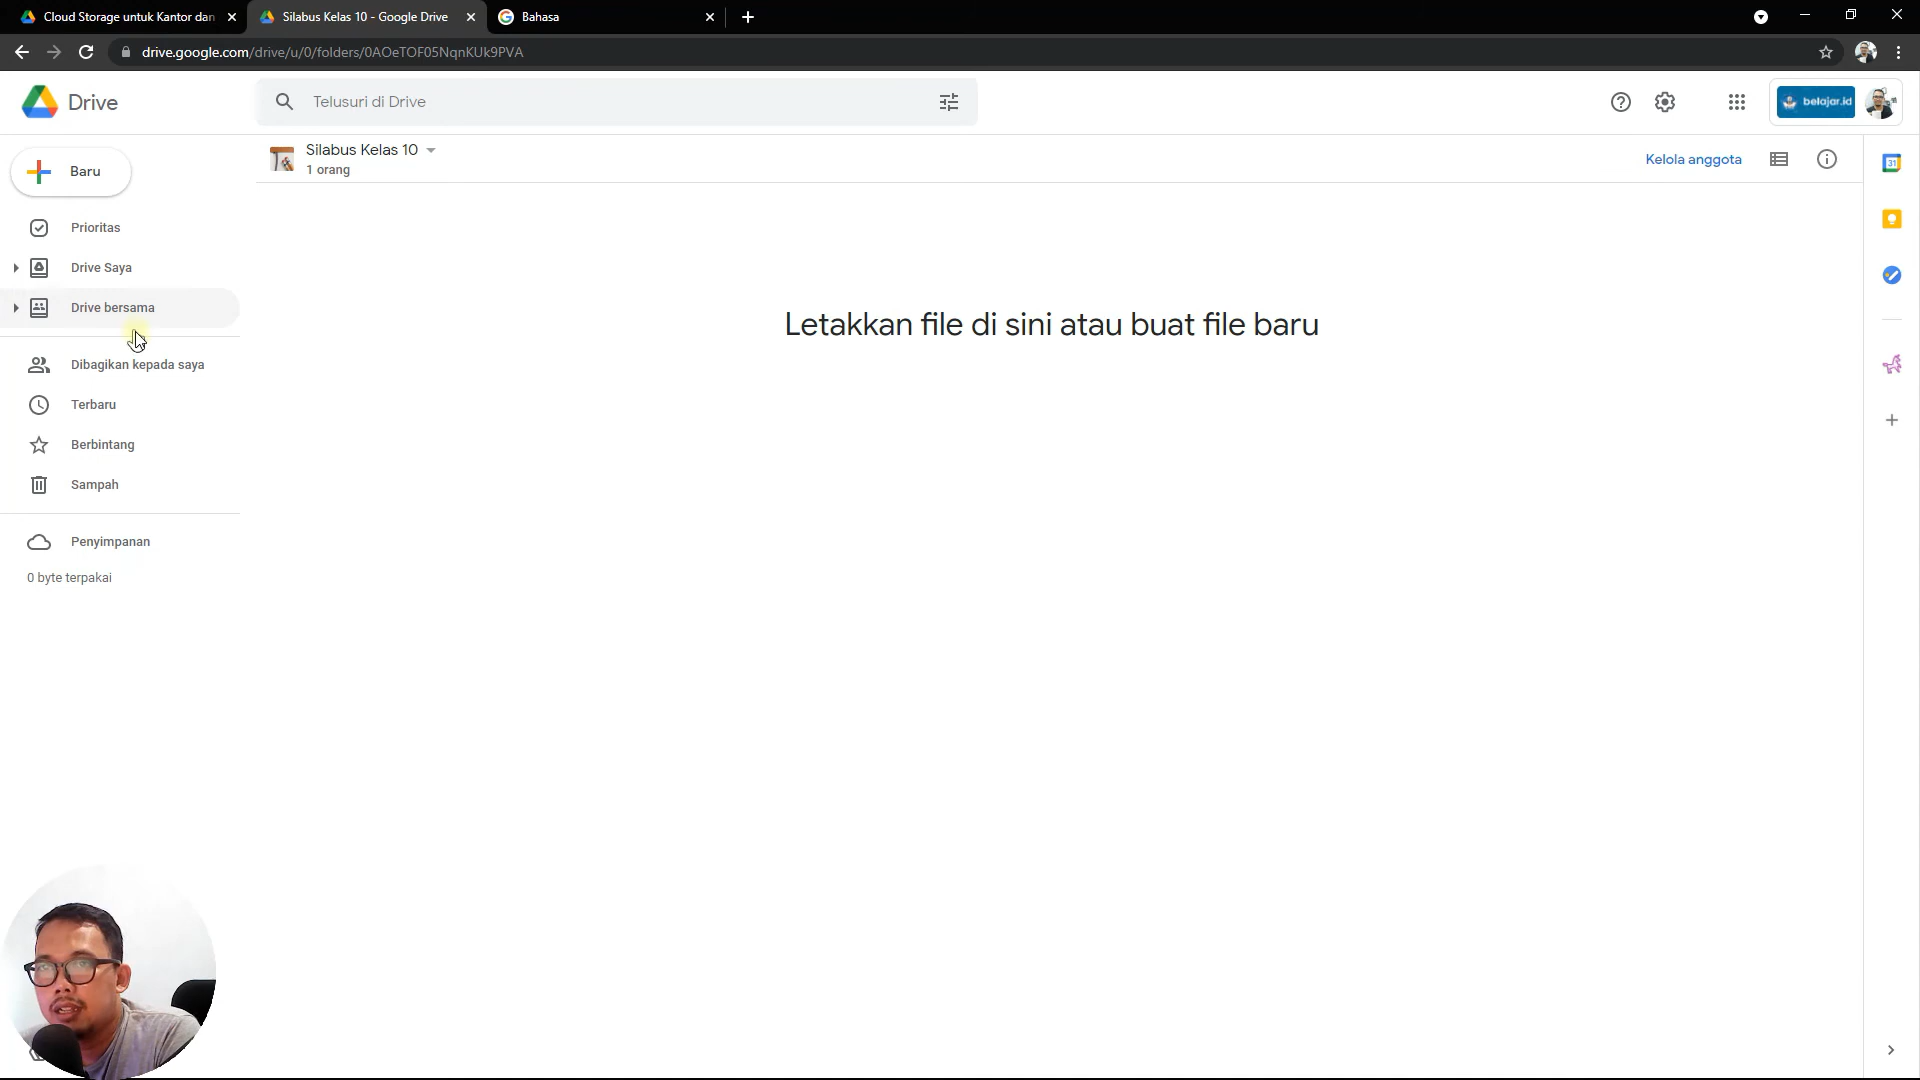 Cloud Storage untuk Kantor dan
Silabus Kelas 10 - Google Drive
Bahasa
drive.google.com/drive/u/0/folders/0AOeTOF05NqnKUk9PVA
Drive
Telusuri di Drive
belajar.id
Baru
Silabus Kelas 10
1 orang
Kelola anggota
31
Prioritas
Drive Saya
Drive bersama
Letakkan file di sini atau buat file baru
Dibagikan kepada saya
Terbaru
Berbintang
Sampah
Penyimpanan
0 byte terpakai